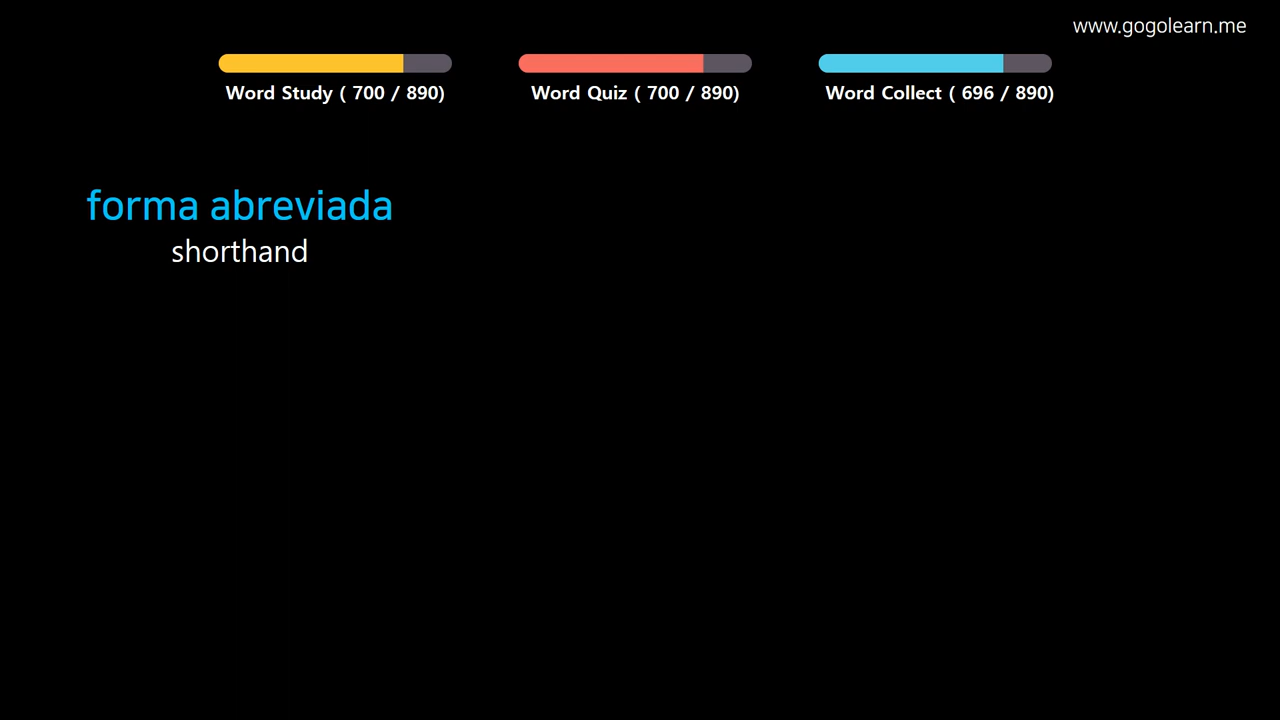 www.gogolearn.me
Word Study ( 700 / 890)
Word Quiz ( 700 / 890)
Word Collect ( 696 / 890)
forma abreviada
shorthand